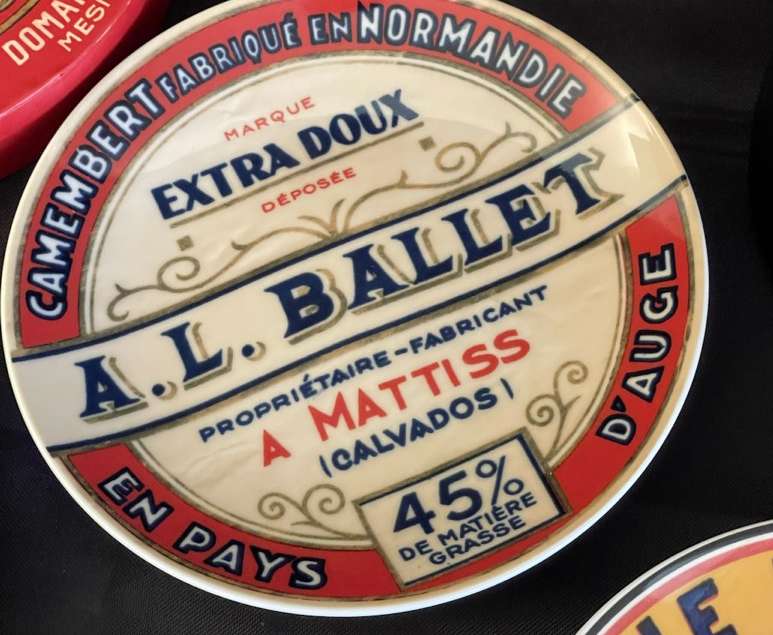 CAMEMBERT FABRIQUÉ EN NORMANDIE
MARQUE
EXTRA DOUX
DÉPOSÉE
A.L. BALLET
PROPRIÉTAIRE-FABRICANT
A MATTISS
(CALVADOS)
EN PAYS D'AUGE
45%
DE MATIÈRE
GRASSE